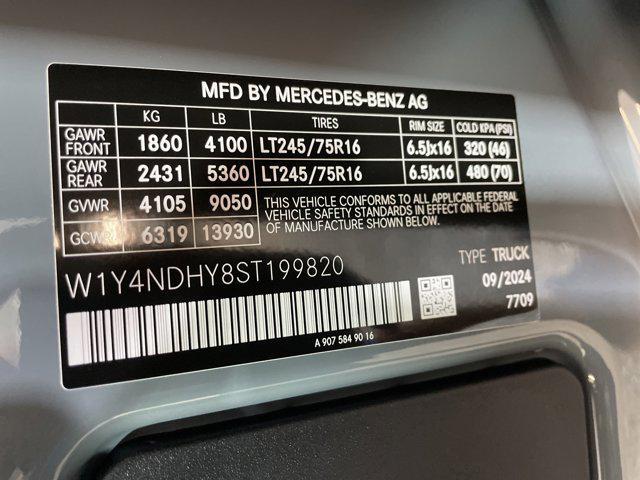 MFD BY MERCEDES-BENZ AG
KG LB TIRES RIM SIZE COLD KPA (PSI)
GAWR FRONT 1860 4100 LT245/75R16 6.5Jx16 320 (46)
GAWR REAR 2431 5360 LT245/75R16 6.5Jx16 480 (70)
GVWR 4105 9050 THIS VEHICLE CONFORMS TO ALL APPLICABLE FEDERAL
VEHICLE SAFETY STANDARDS IN EFFECT ON THE DATE
GCWR 6319 13930 OF MANUFACTURE SHOWN ABOVE.
W1Y4NDHY8ST199820
TYPE TRUCK
09/2024
7709
A 907 584 90 16